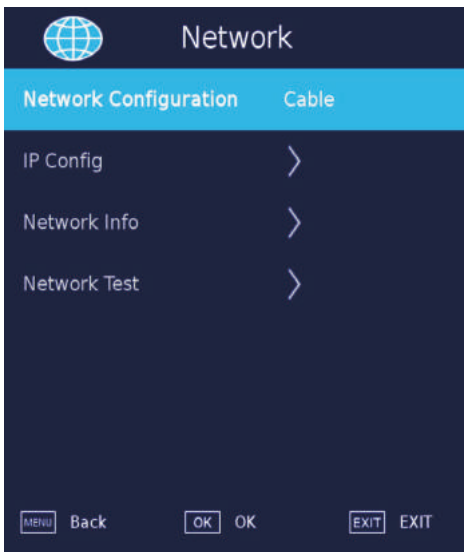 Network
Network Configuration Cable
IP Config
Network Info
Network Test
MENU Back OK OK EXIT EXIT